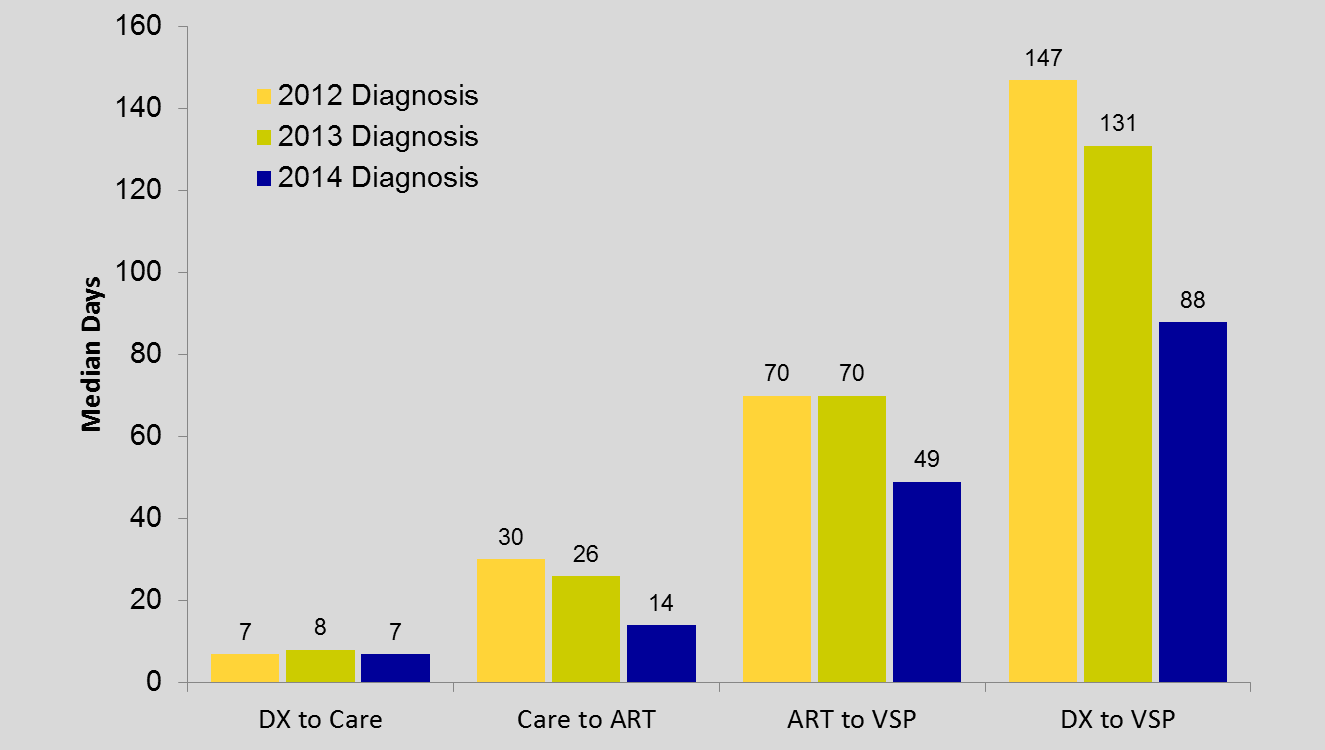 160
140
120
100
80
60
40
20
0
Median Days
2012 Diagnosis
2013 Diagnosis
2014 Diagnosis
7
8
7
30
26
14
70
70
49
147
131
88
DX to Care
Care to ART
ART to VSP
DX to VSP